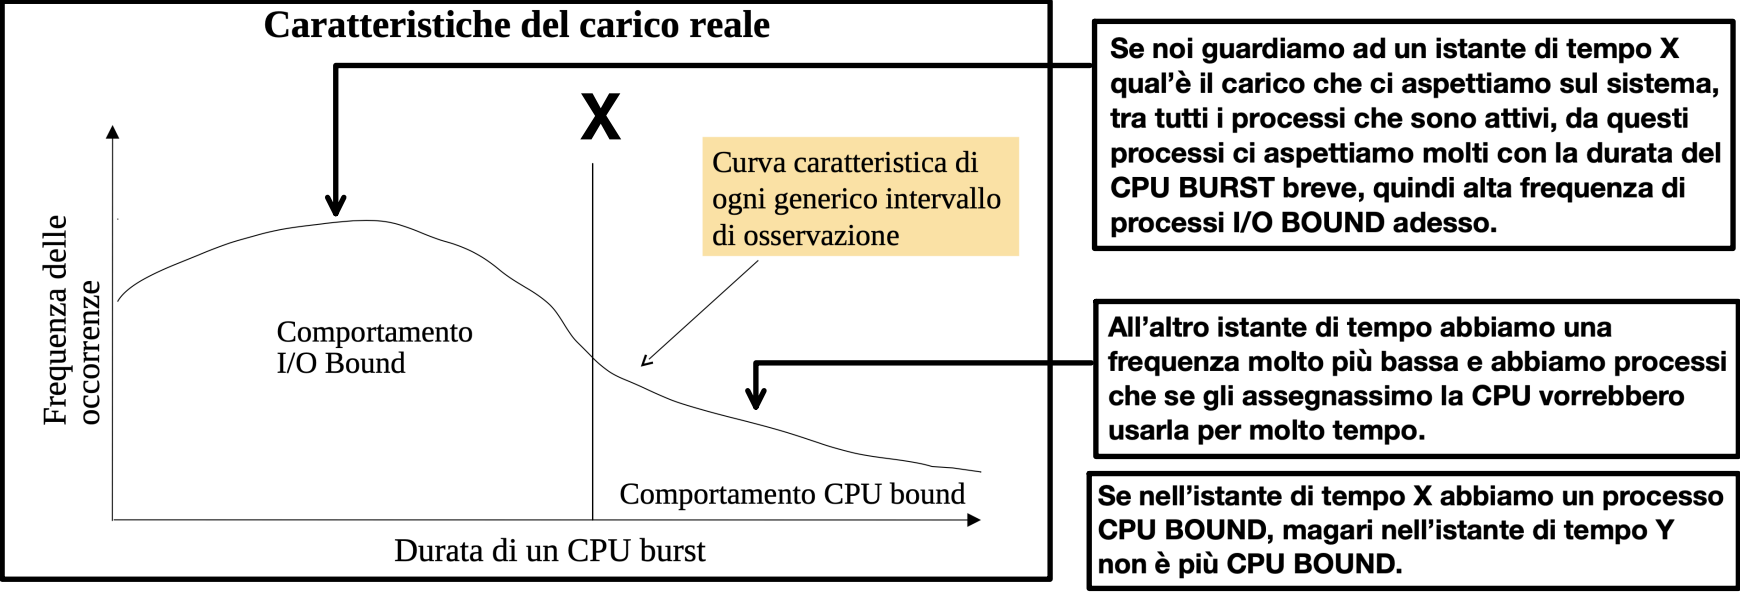 Caratteristiche del carico reale
X
Curva caratteristica di
ogni generico intervallo
di osservazione
Frequenza delle
occorrenze
Comportamento
I/O Bound
Comportamento CPU bound
Durata di un CPU burst
Se noi guardiamo ad un istante di tempo X
qual’è il carico che ci aspettiamo sul sistema,
tra tutti i processi che sono attivi, da questi
processi ci aspettiamo molti con la durata del
CPU BURST breve, quindi alta frequenza di
processi I/O BOUND adesso.
All’altro istante di tempo abbiamo una
frequenza molto più bassa e abbiamo processi
che se gli assegnassimo la CPU vorrebbero
usarla per molto tempo.
Se nell’istante di tempo X abbiamo un processo
CPU BOUND, magari nell’istante di tempo Y
non è più CPU BOUND.